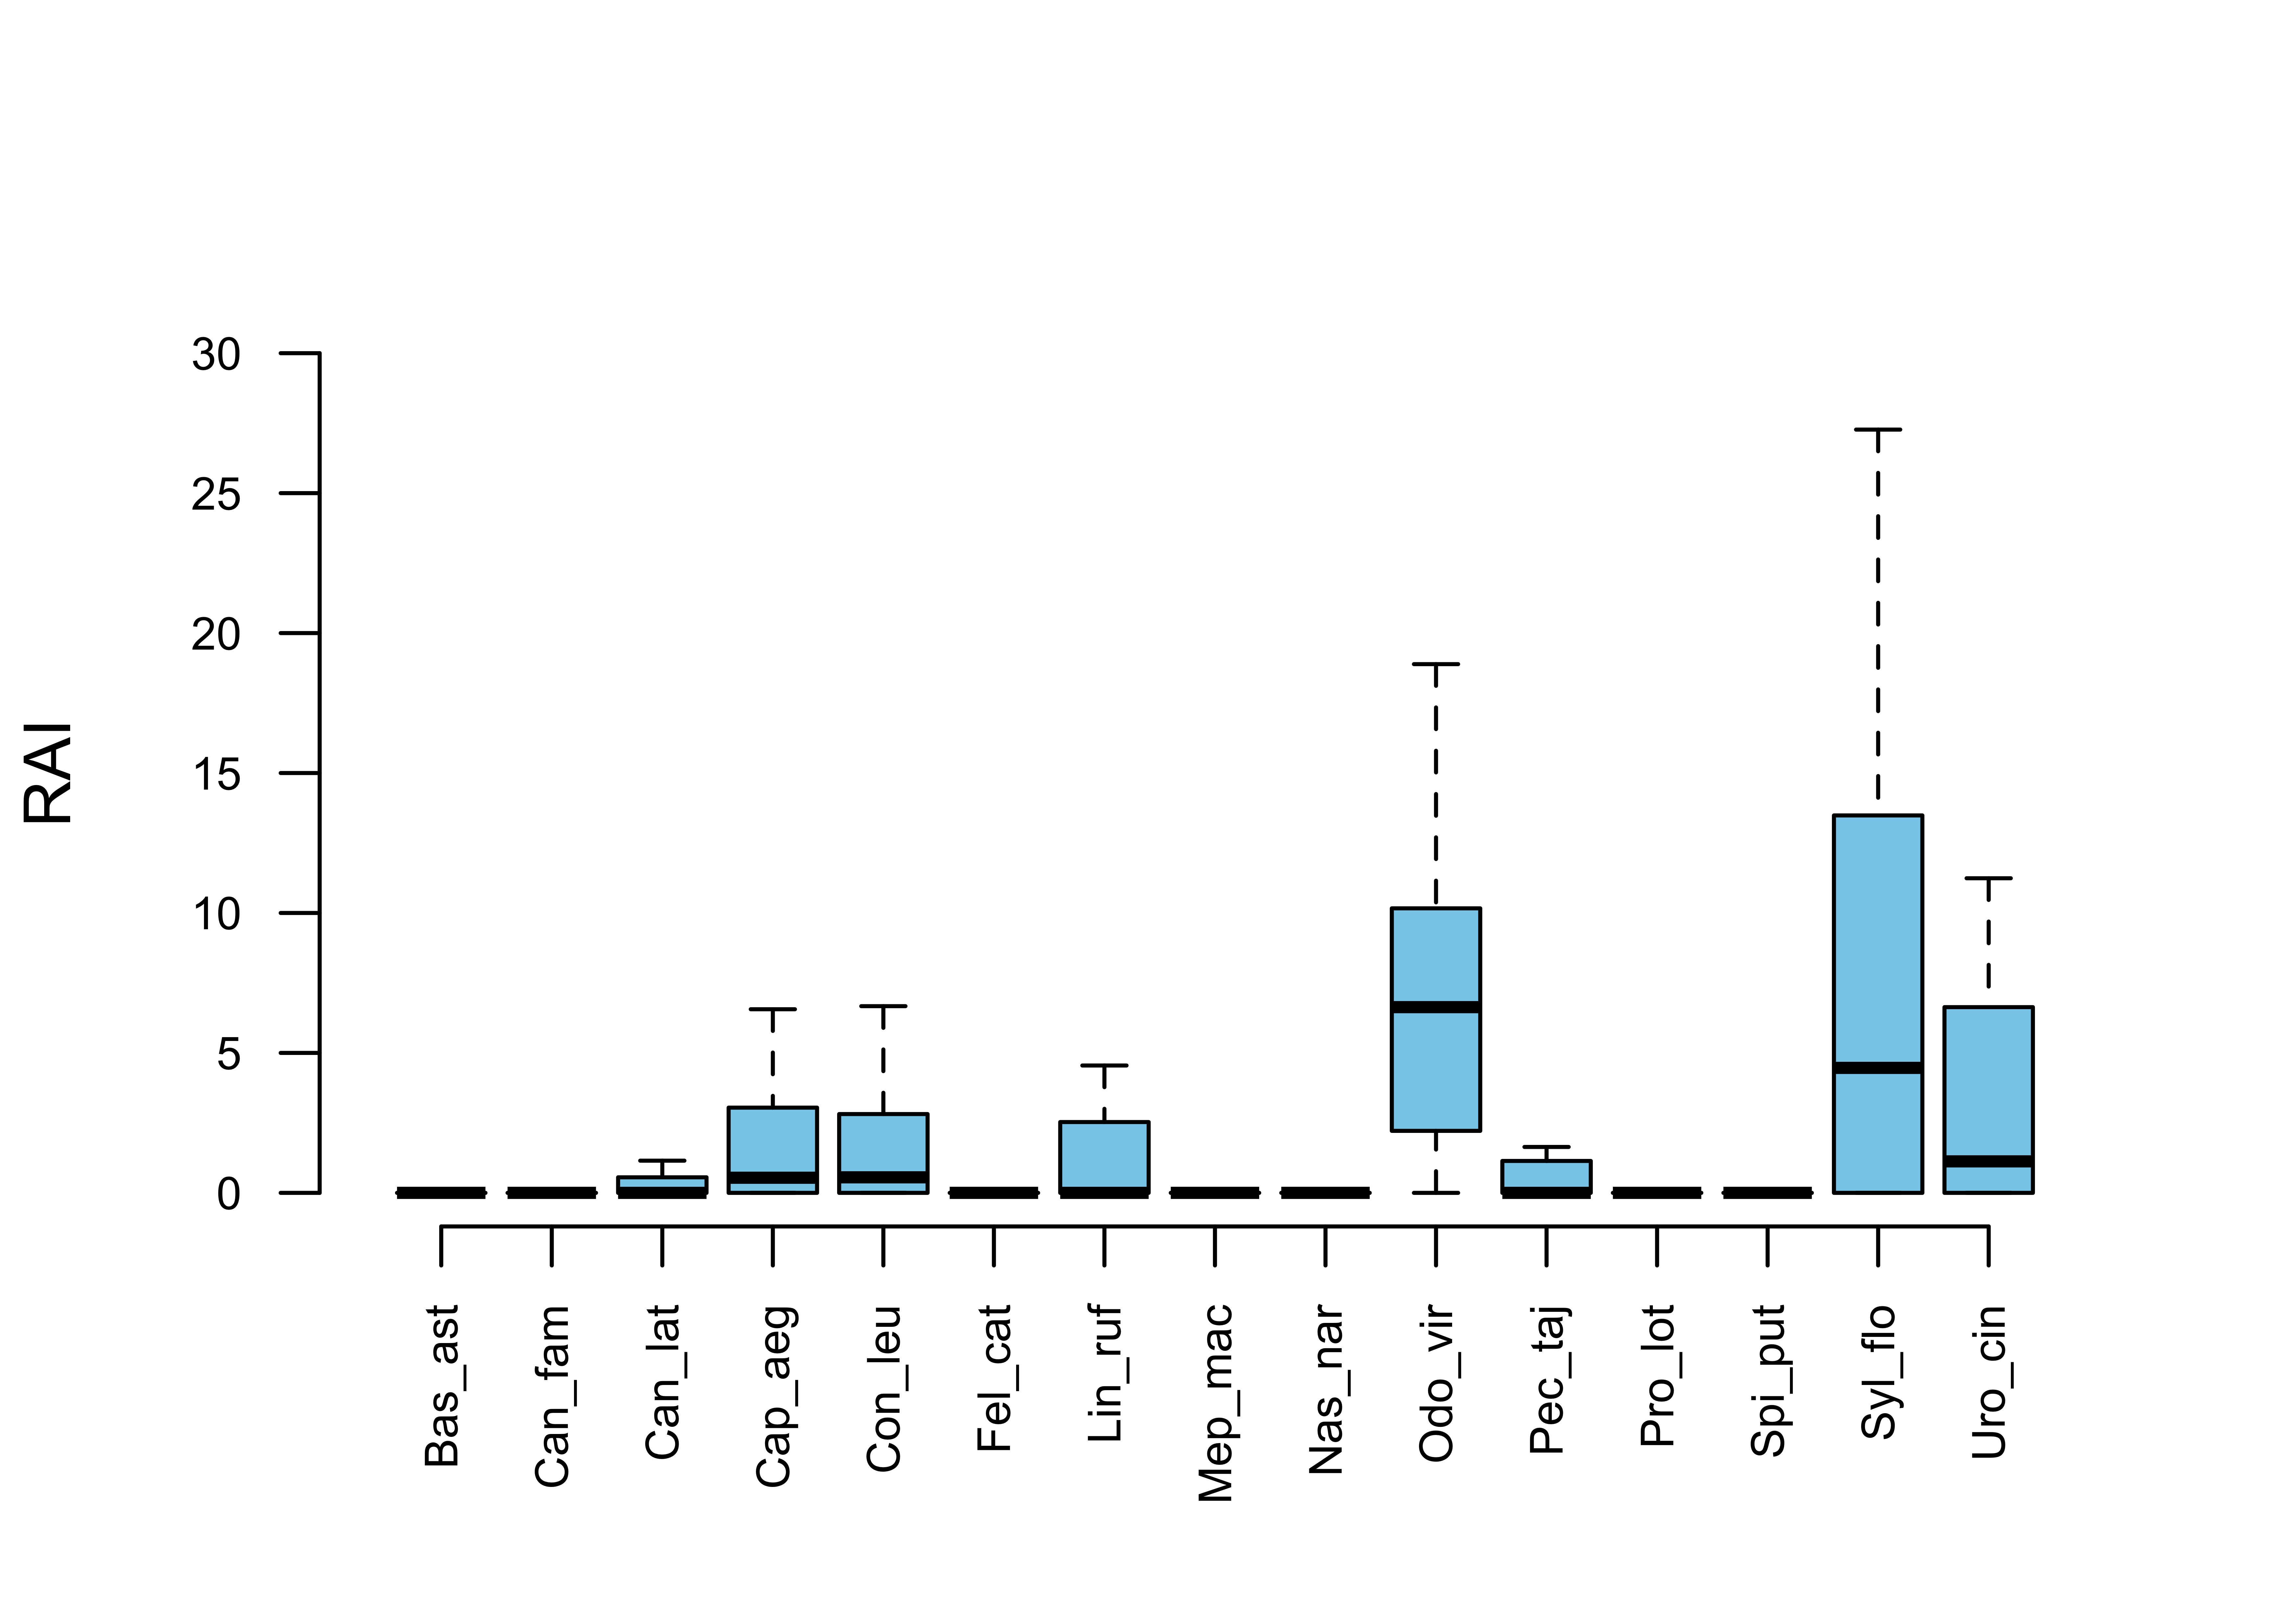 RAI
30
25
20
15
10
5
0
Bas_ast
Can_fam
Can_lat
Cap_aeg
Con_leu
Fel_cat
Lin_ruf
Mep_mac
Nas_nar
Odo_vir
Pec_taj
Pro_lot
Spi_put
Syl_flo
Uro_cin